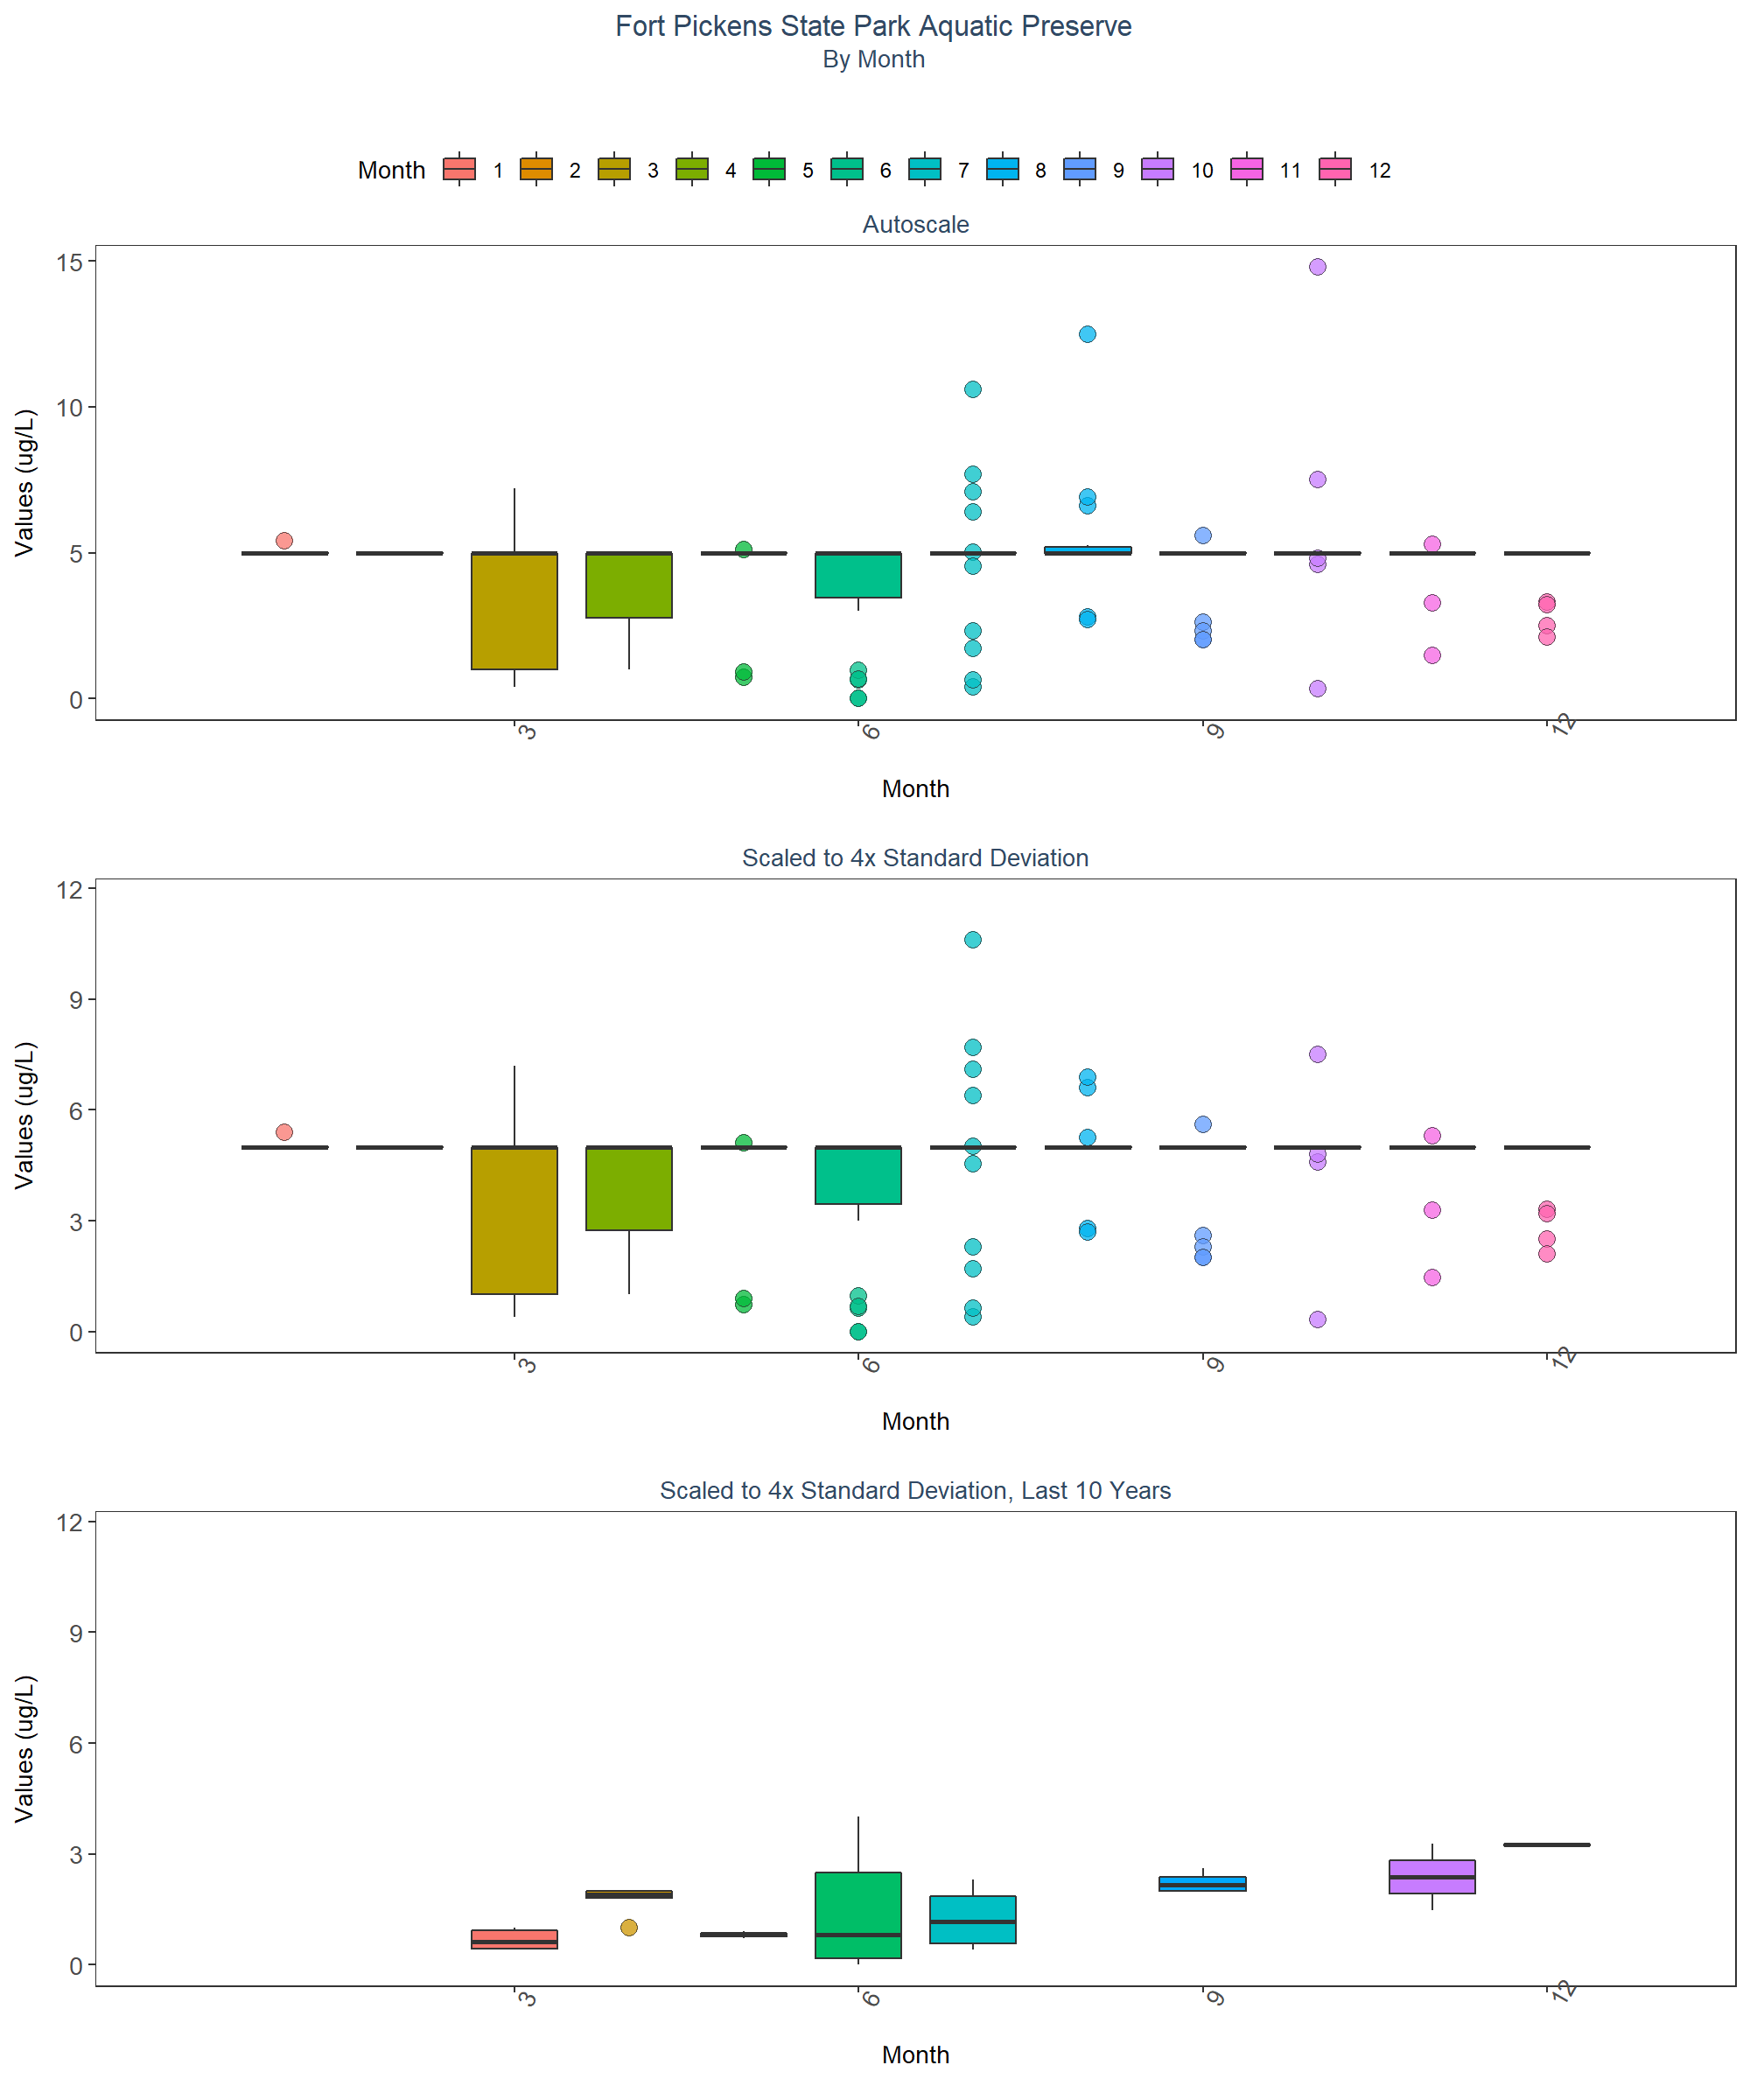 Fort Pickens State Park Aquatic Preserve
By Month
Month 1 2 3 4 5 6 7 8 9 10 11 12
Autoscale
Values (ug/L)
15
10
5
0
3 6 9 12
Month
Scaled to 4x Standard Deviation
Values (ug/L)
12
9
6
3
0
3 6 9 12
Month
Scaled to 4x Standard Deviation, Last 10 Years
Values (ug/L)
12
9
6
3
0
3 6 9 12
Month